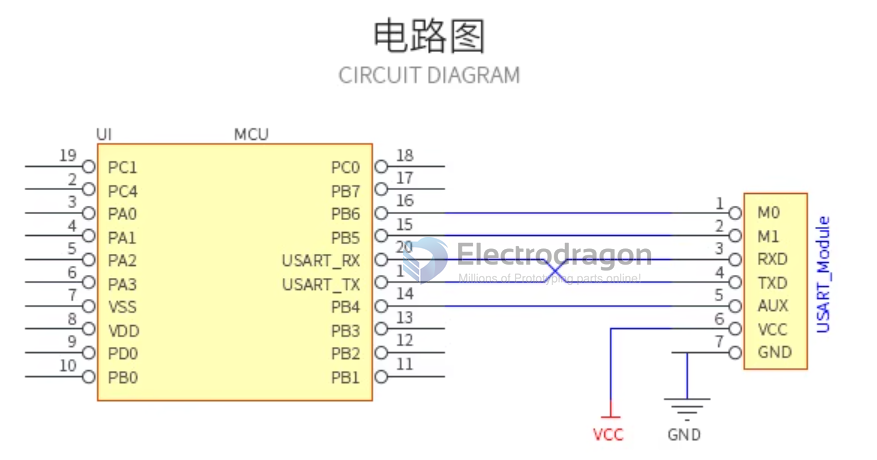 电路图
CIRCUIT DIAGRAM
UI MCU
19 PC1 PC0 18
2 PC4 PB7 17
3 PA0 PB6 16 1 M0
4 PA1 PB5 15 2 M1
5 PA2 USART_RX 20 3 RXD
6 PA3 USART_TX 1 4 TXD
7 VSS PB4 14 5 AUX
8 VDD PB3 13 6 VCC
9 PD0 PB2 12 7 GND
10 PB0 PB1 11
USART_Module
Electrodragon
Millions of Prototyping parts online!
VCC GND